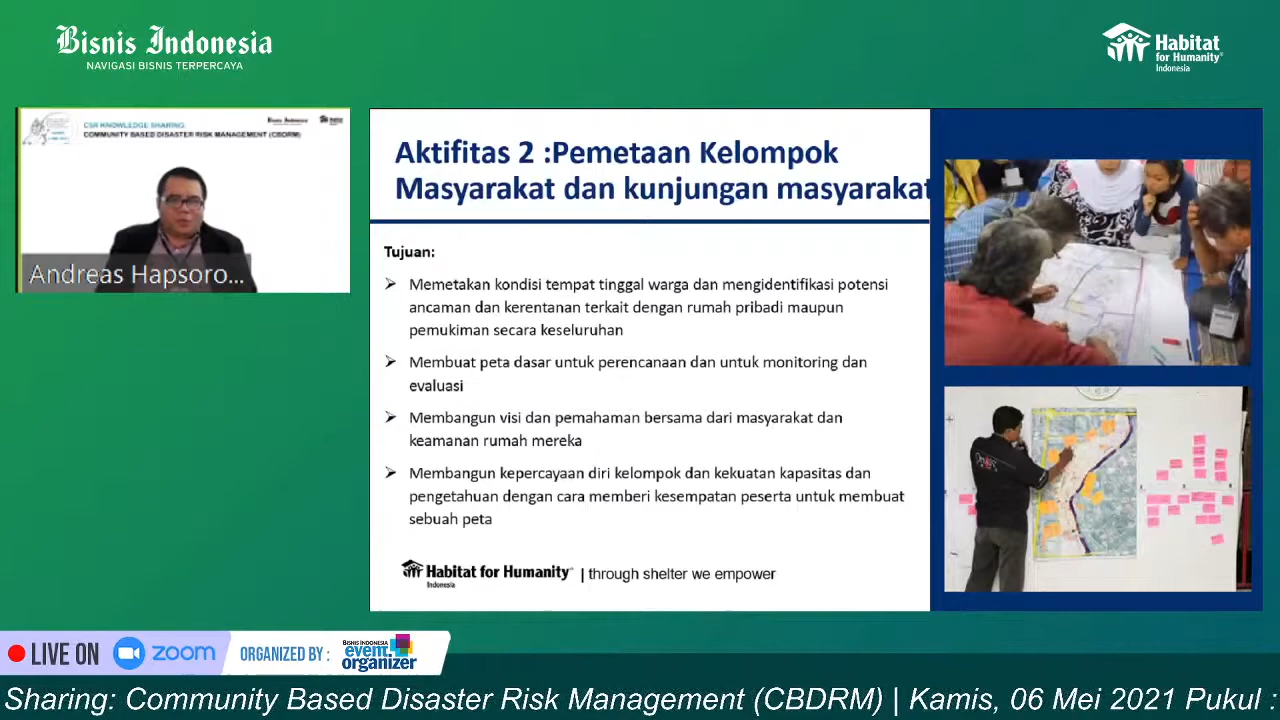 Bisnis Indonesia
NAVIGASI BISNIS TERPERCAYA
Habitat
for Humanity®
Indonesia
CSR KNOWLEDGE SHARING:
COMMUNITY BASED DISASTER RISK MANAGEMENT (CBDRM)
Andreas Hapsoro...
Aktifitas 2 :Pemetaan Kelompok
Masyarakat dan kunjungan masyarakat
Tujuan:
➢ Memetakan kondisi tempat tinggal warga dan mengidentifikasi potensi
ancaman dan kerentanan terkait dengan rumah pribadi maupun
pemukiman secara keseluruhan
➢ Membuat peta dasar untuk perencanaan dan untuk monitoring dan
evaluasi
➢ Membangun visi dan pemahaman bersama dari masyarakat dan
keamanan rumah mereka
➢ Membangun kepercayaan diri kelompok dan kekuatan kapasitas dan
pengetahuan dengan cara memberi kesempatan peserta untuk membuat
sebuah peta
Habitat for Humanity | through shelter we empower
Indonesia
LIVE ON zoom ORGANIZED BY :
BISNIS INDONESIA
event
organizer
Sharing: Community Based Disaster Risk Management (CBDRM) | Kamis, 06 Mei 2021 Pukul :